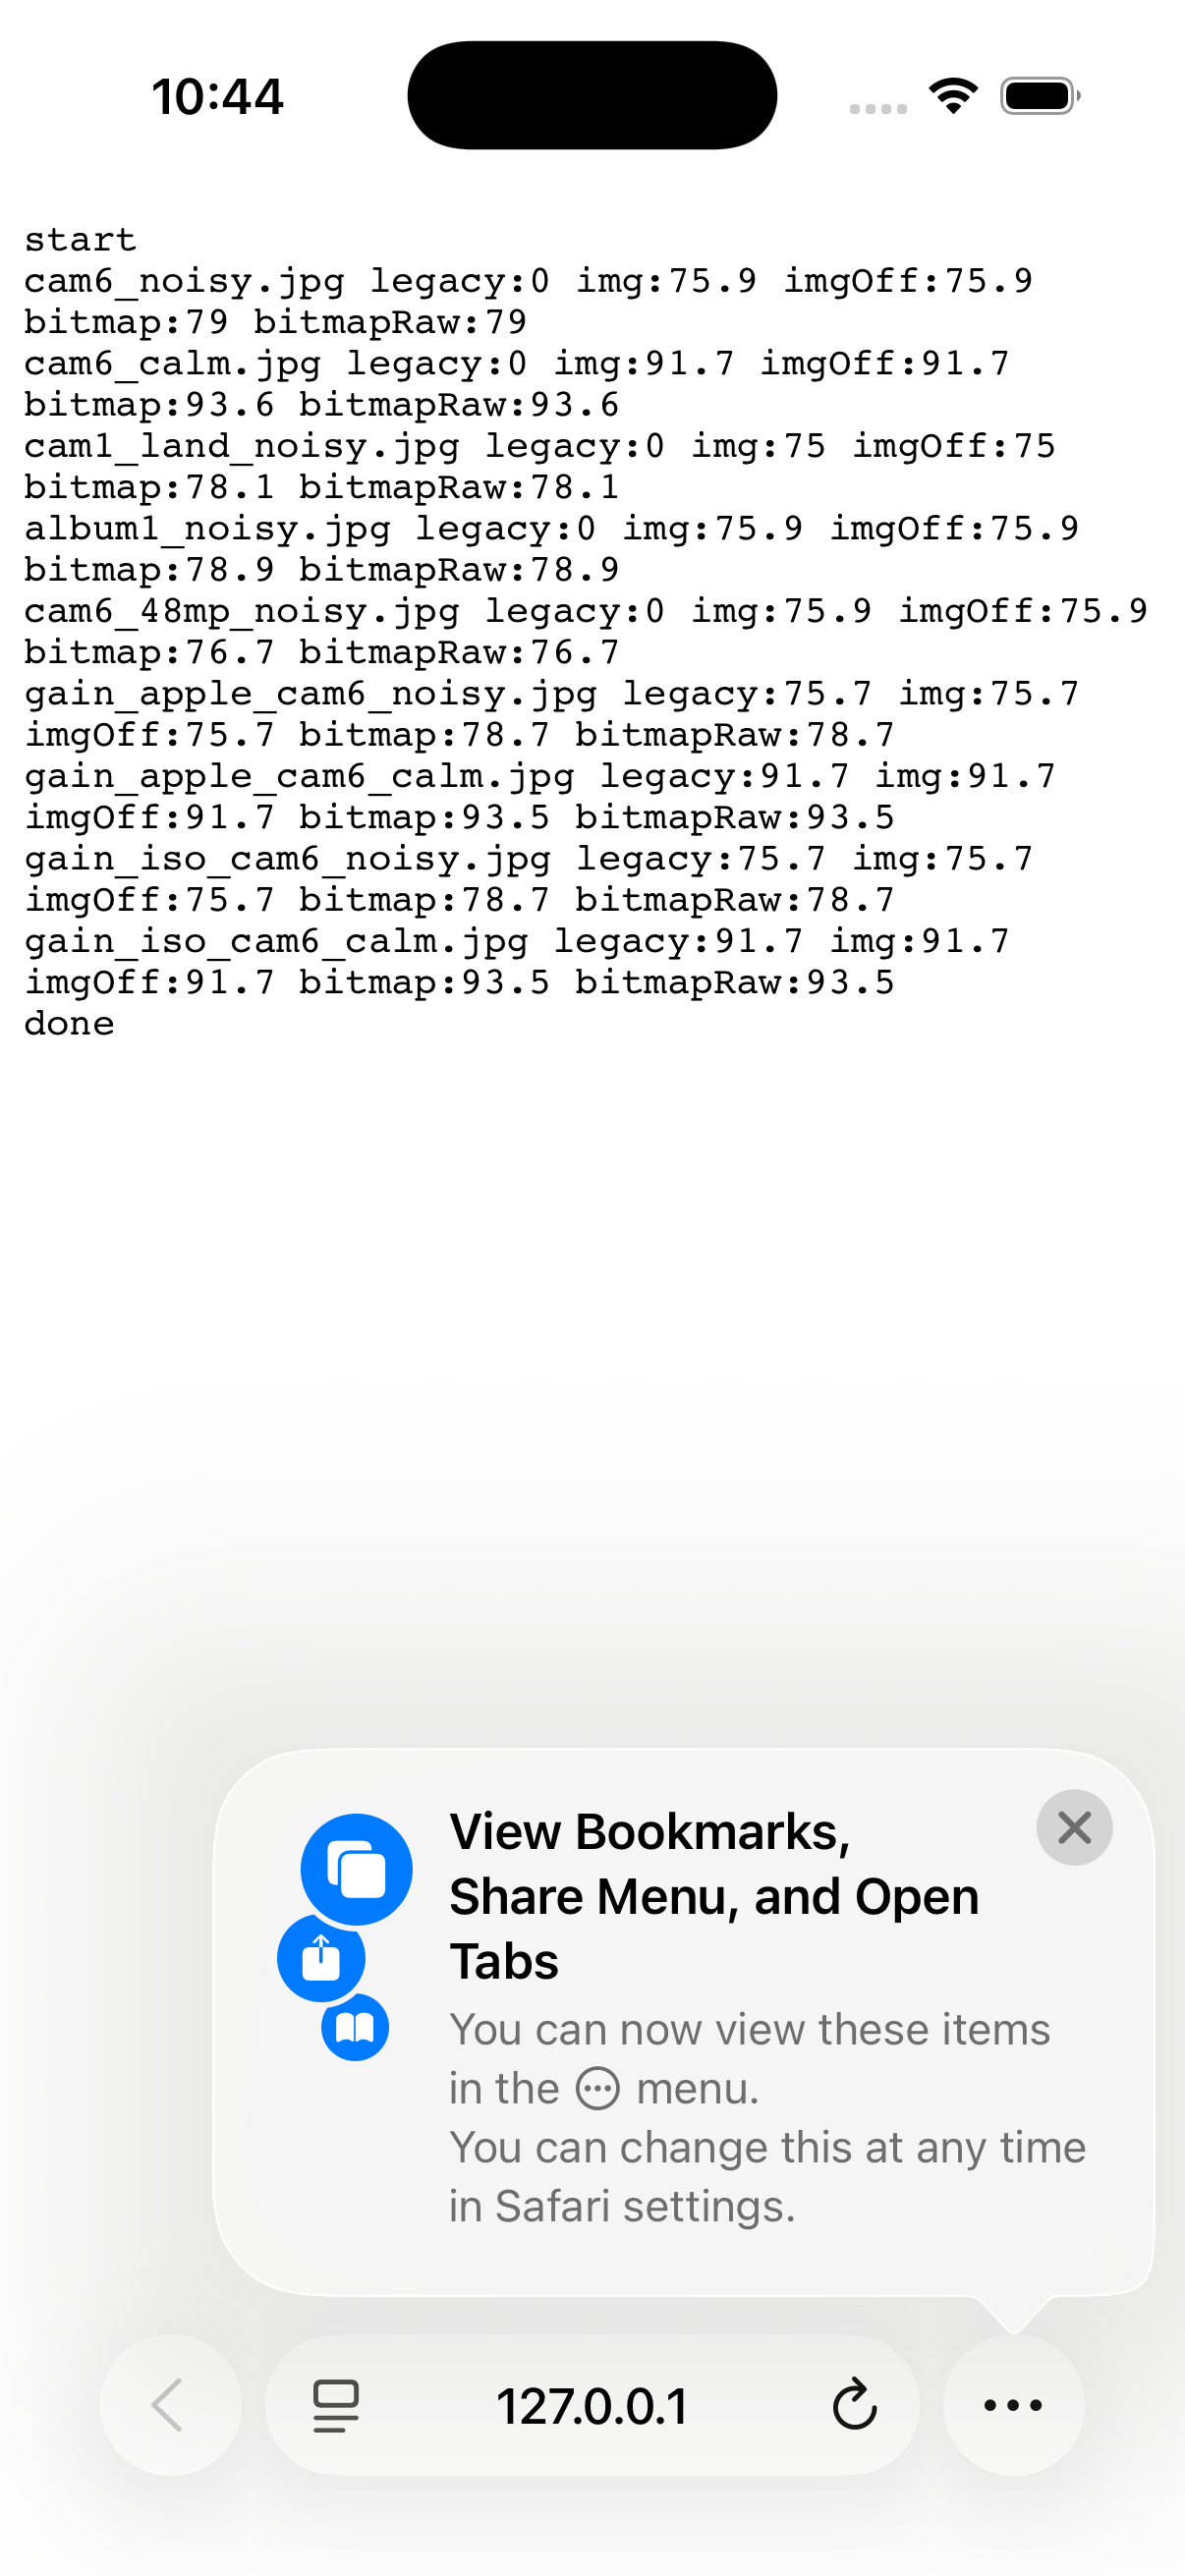 10:44
start
cam6_noisy.jpg legacy:0 img:75.9 imgOff:75.9
bitmap:79 bitmapRaw:79
cam6_calm.jpg legacy:0 img:91.7 imgOff:91.7
bitmap:93.6 bitmapRaw:93.6
cam1_land_noisy.jpg legacy:0 img:75 imgOff:75
bitmap:78.1 bitmapRaw:78.1
album1_noisy.jpg legacy:0 img:75.9 imgOff:75.9
bitmap:78.9 bitmapRaw:78.9
cam6_48mp_noisy.jpg legacy:0 img:75.9 imgOff:75.9
bitmap:76.7 bitmapRaw:76.7
gain_apple_cam6_noisy.jpg legacy:75.7 img:75.7
imgOff:75.7 bitmap:78.7 bitmapRaw:78.7
gain_apple_cam6_calm.jpg legacy:91.7 img:91.7
imgOff:91.7 bitmap:93.5 bitmapRaw:93.5
gain_iso_cam6_noisy.jpg legacy:75.7 img:75.7
imgOff:75.7 bitmap:78.7 bitmapRaw:78.7
gain_iso_cam6_calm.jpg legacy:91.7 img:91.7
imgOff:91.7 bitmap:93.5 bitmapRaw:93.5
done
View Bookmarks,
Share Menu, and Open
Tabs
You can now view these items
in the menu.
You can change this at any time
in Safari settings.
127.0.0.1